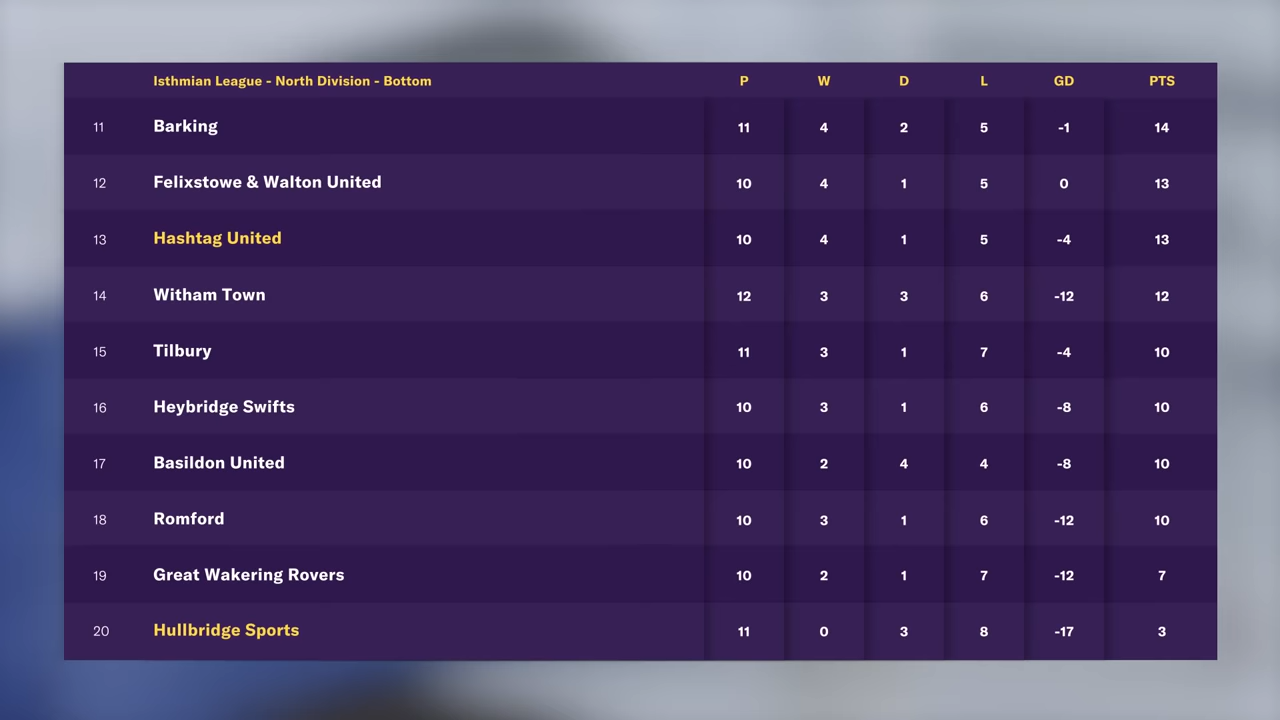 Isthmian League - North Division - Bottom P W D L GD PTS
11 Barking 11 4 2 5 -1 14
12 Felixstowe & Walton United 10 4 1 5 0 13
13 Hashtag United 10 4 1 5 -4 13
14 Witham Town 12 3 3 6 -12 12
15 Tilbury 11 3 1 7 -4 10
16 Heybridge Swifts 10 3 1 6 -8 10
17 Basildon United 10 2 4 4 -8 10
18 Romford 10 3 1 6 -12 10
19 Great Wakering Rovers 10 2 1 7 -12 7
20 Hullbridge Sports 11 0 3 8 -17 3